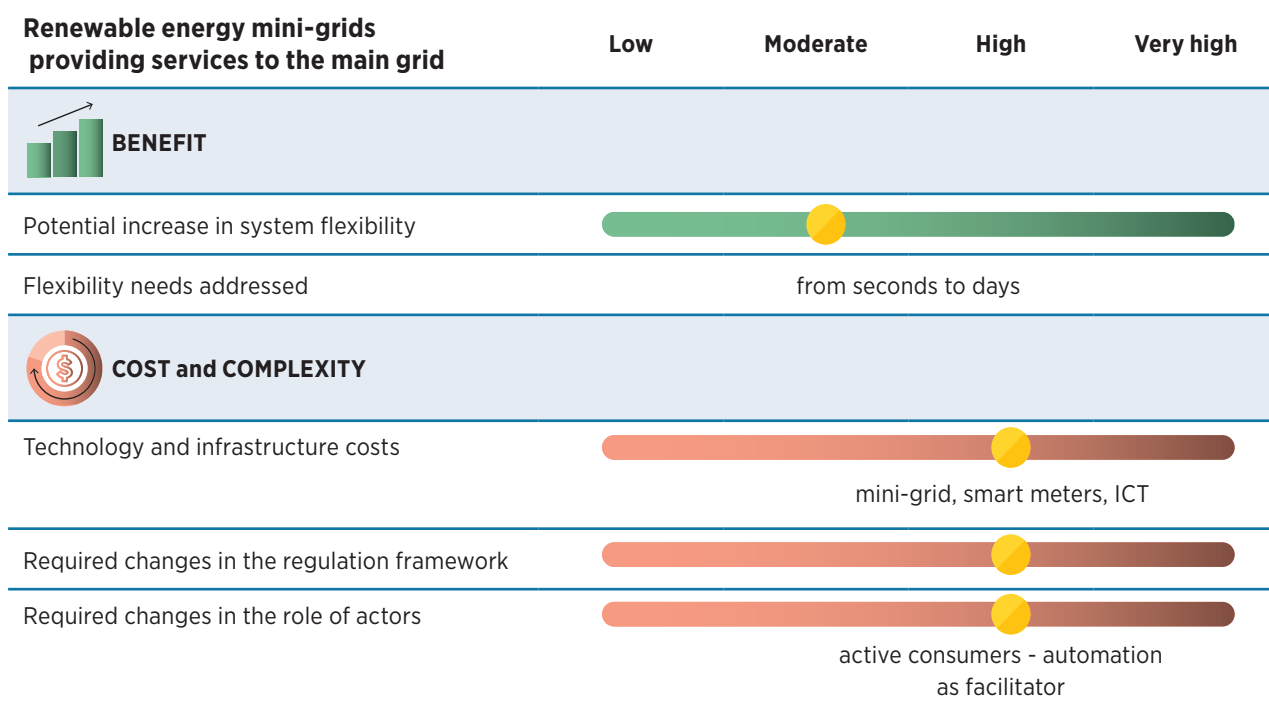 Renewable energy mini-grids
providing services to the main grid
Low Moderate High Very high
BENEFIT
Potential increase in system flexibility
Flexibility needs addressed from seconds to days
$
COST and COMPLEXITY
Technology and infrastructure costs
mini-grid, smart meters, ICT
Required changes in the regulation framework
Required changes in the role of actors
active consumers - automation
as facilitator